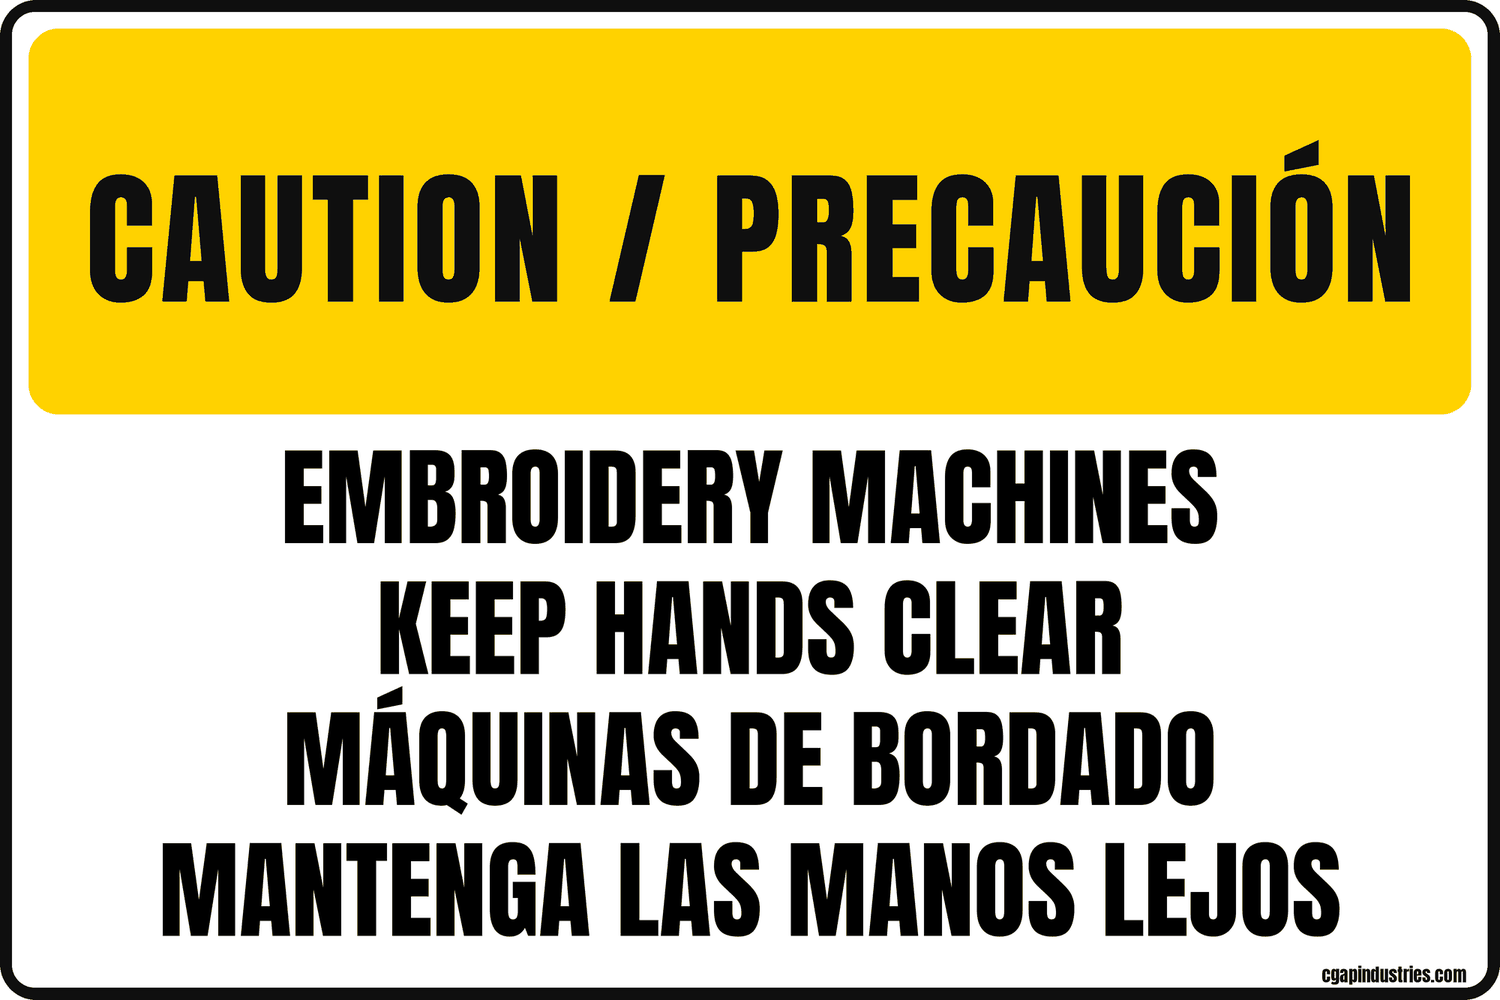 CAUTION / PRECAUCIÓN
EMBROIDERY MACHINES
KEEP HANDS CLEAR
MÁQUINAS DE BORDADO
MANTENGA LAS MANOS LEJOS
cgapindustries.com